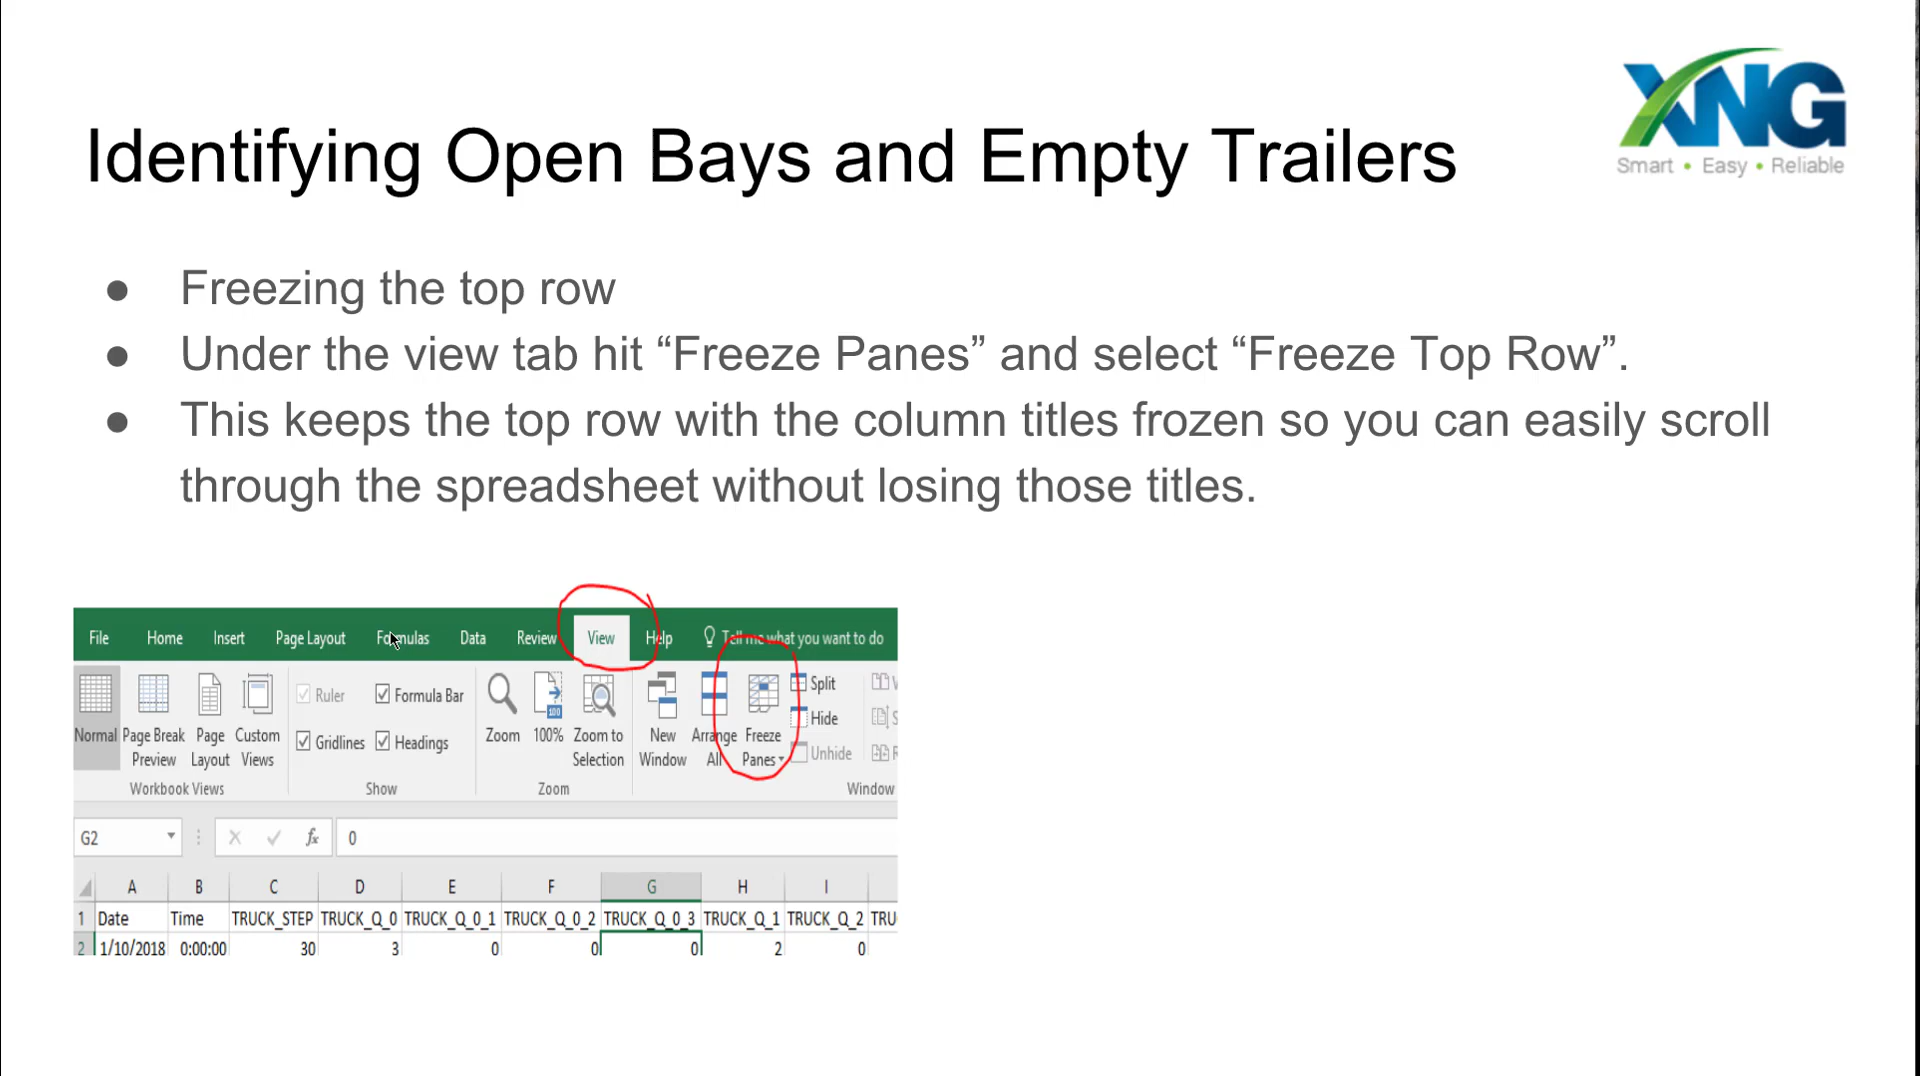 XNG
Smart • Easy • Reliable
Identifying Open Bays and Empty Trailers
● Freezing the top row
● Under the view tab hit “Freeze Panes” and select “Freeze Top Row”.
● This keeps the top row with the column titles frozen so you can easily scroll
through the spreadsheet without losing those titles.
File Home Insert Page Layout Formulas Data Review View Help Tell me what you want to do
Normal Page Break Preview Page Layout Custom Views
Workbook Views
Ruler Formula Bar
Gridlines Headings
Show
Zoom 100% Zoom to Selection
Zoom
New Window Arrange All Freeze Panes
Split
Hide
Unhide
Window
G2 fx 0
A B C D E F G H I
1 Date Time TRUCK_STEP TRUCK_Q_0 TRUCK_Q_0_1 TRUCK_Q_0_2 TRUCK_Q_0_3 TRUCK_Q_1 TRUCK_Q_2 TRU
2 1/10/2018 0:00:00 30 3 0 0 0 2 0